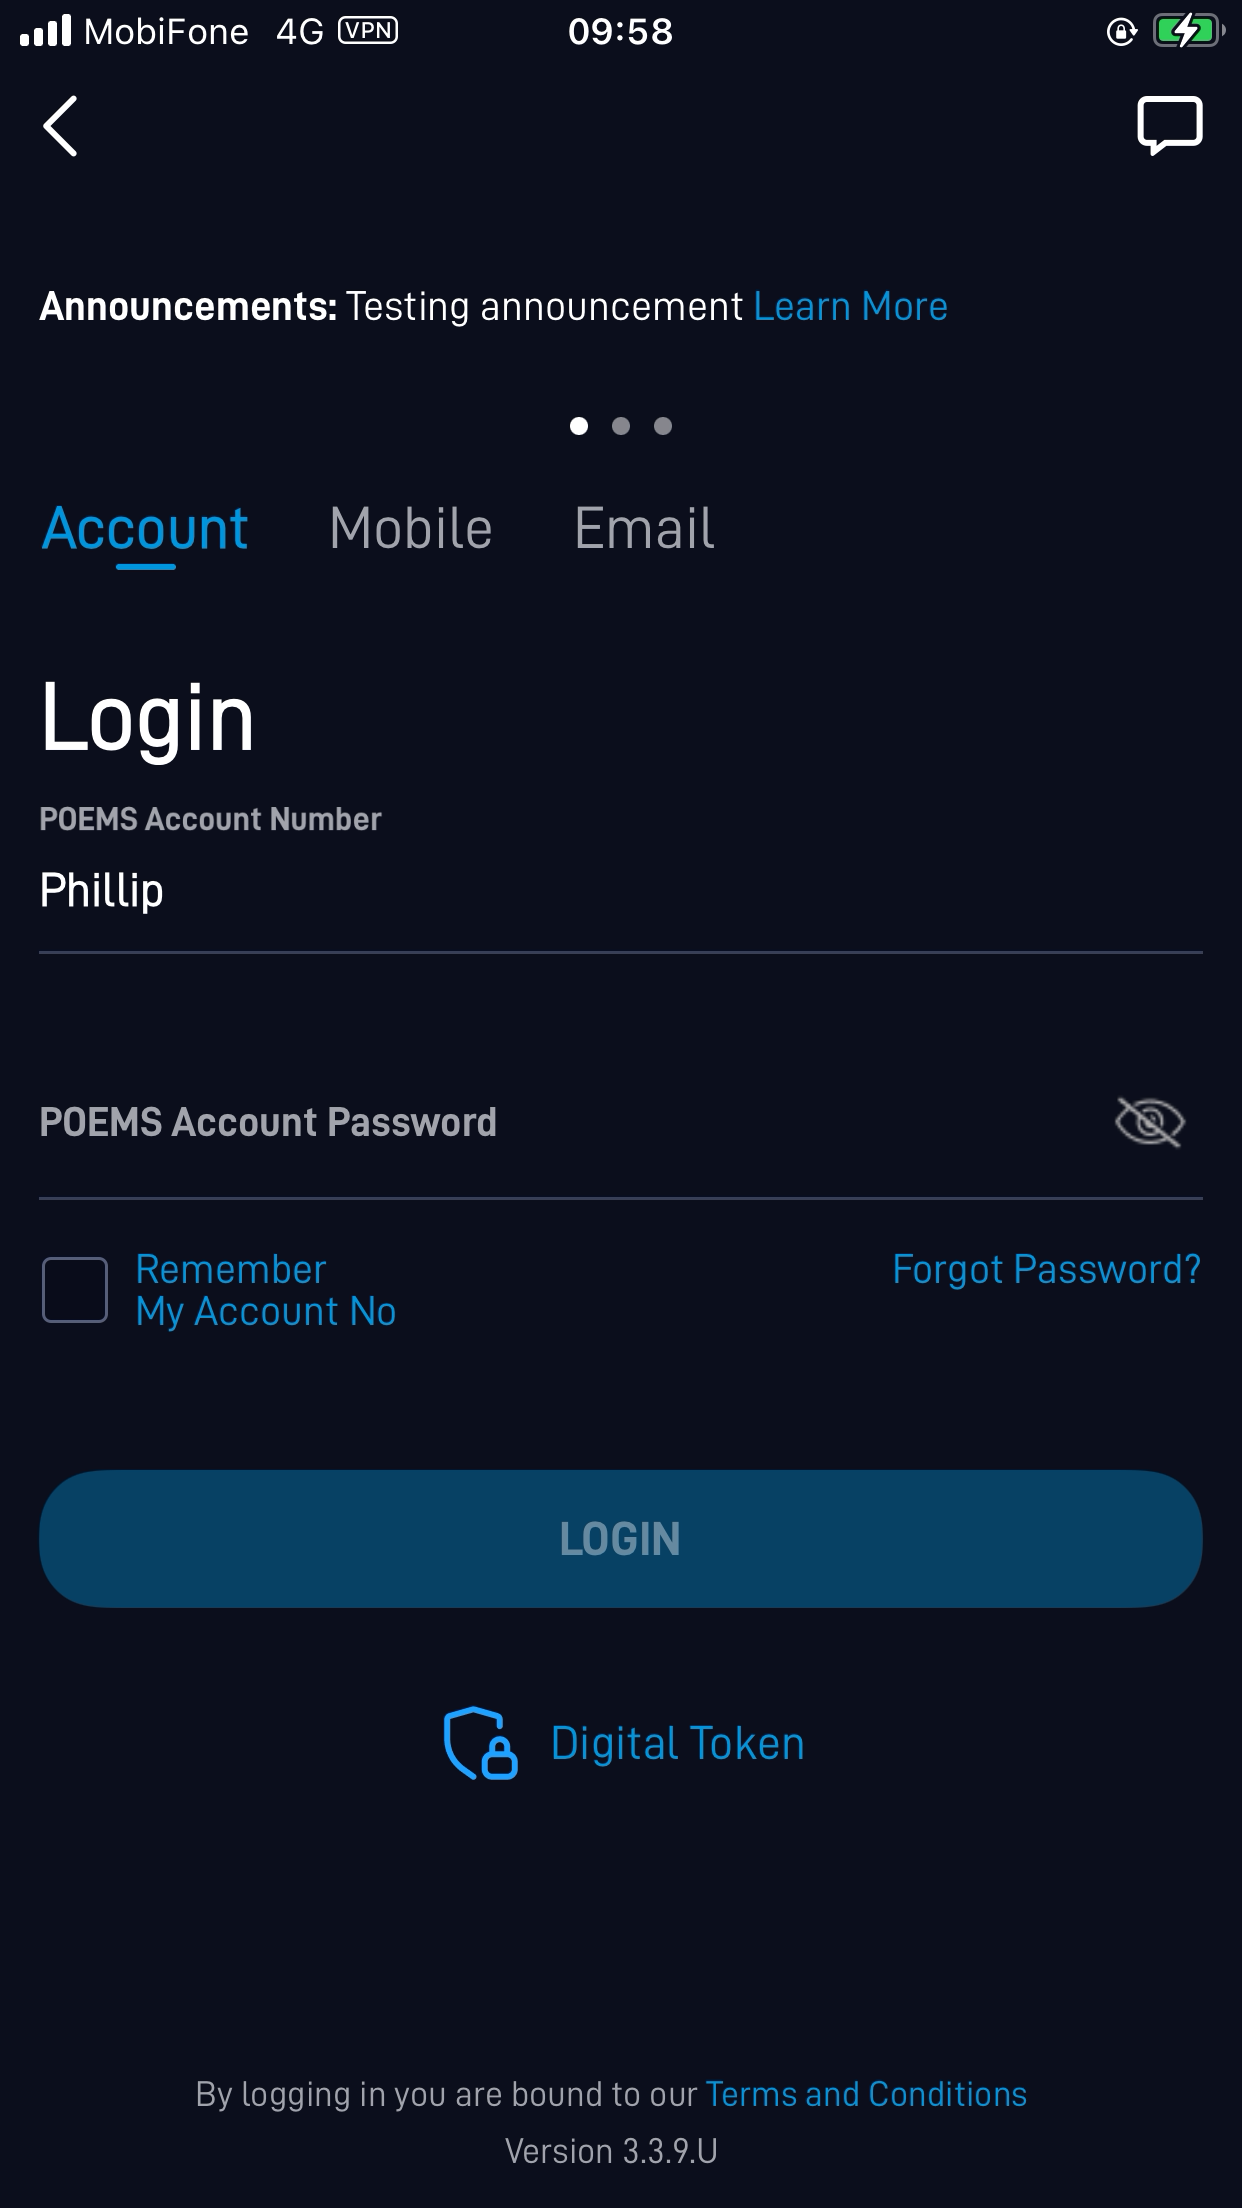 MobiFone 4G VPN 09:58
Announcements: Testing announcement Learn More
Account Mobile Email
Login
POEMS Account Number
Phillip
POEMS Account Password
Remember
My Account No
Forgot Password?
LOGIN
Digital Token
By logging in you are bound to our Terms and Conditions
Version 3.3.9.U